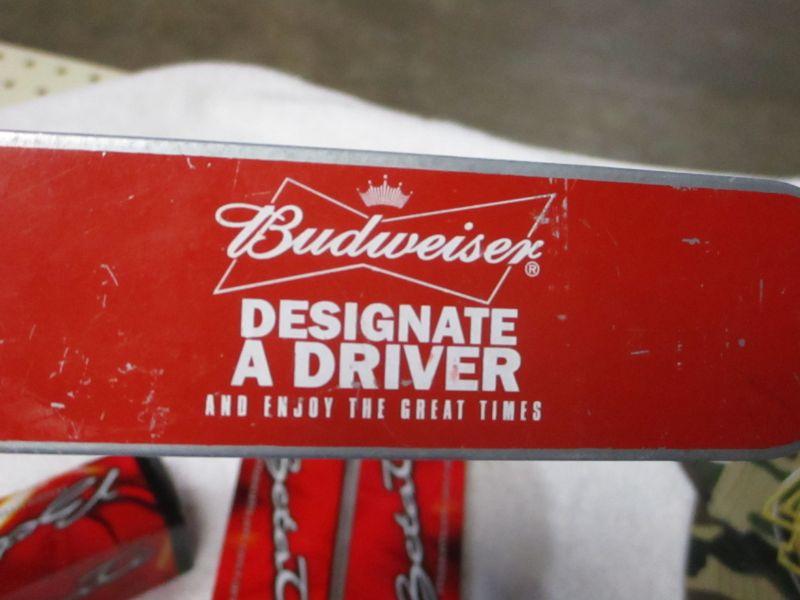 Budweiser®
DESIGNATE
A DRIVER
AND ENJOY THE GREAT TIMES